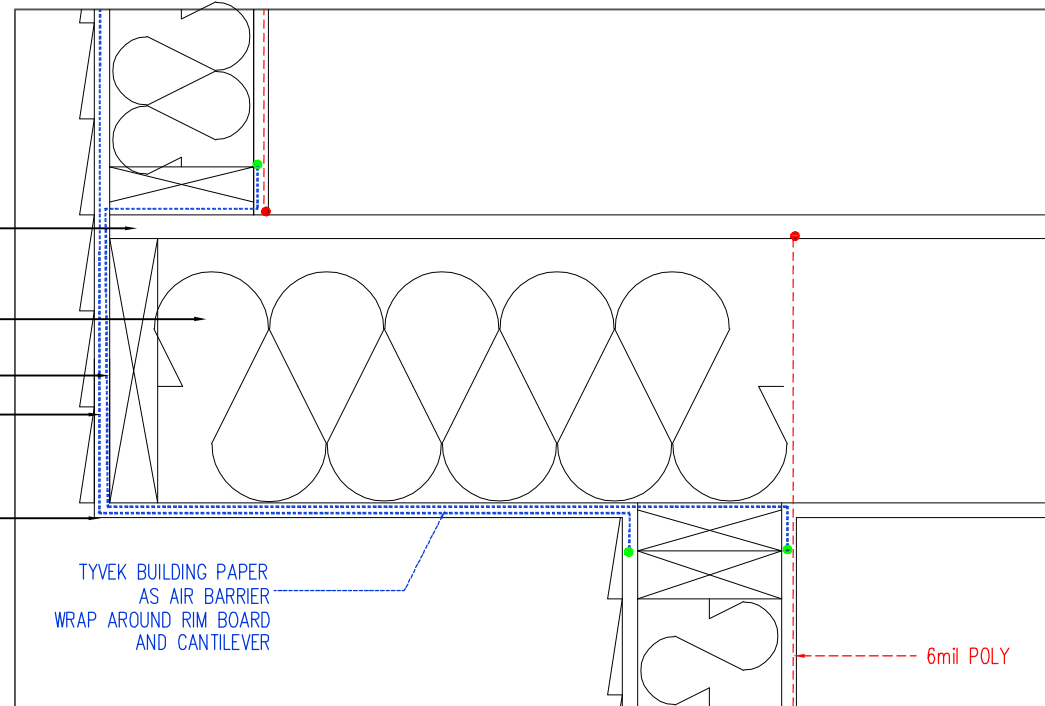 TYVEK BUILDING PAPER
AS AIR BARRIER
WRAP AROUND RIM BOARD
AND CANTILEVER
6mil POLY